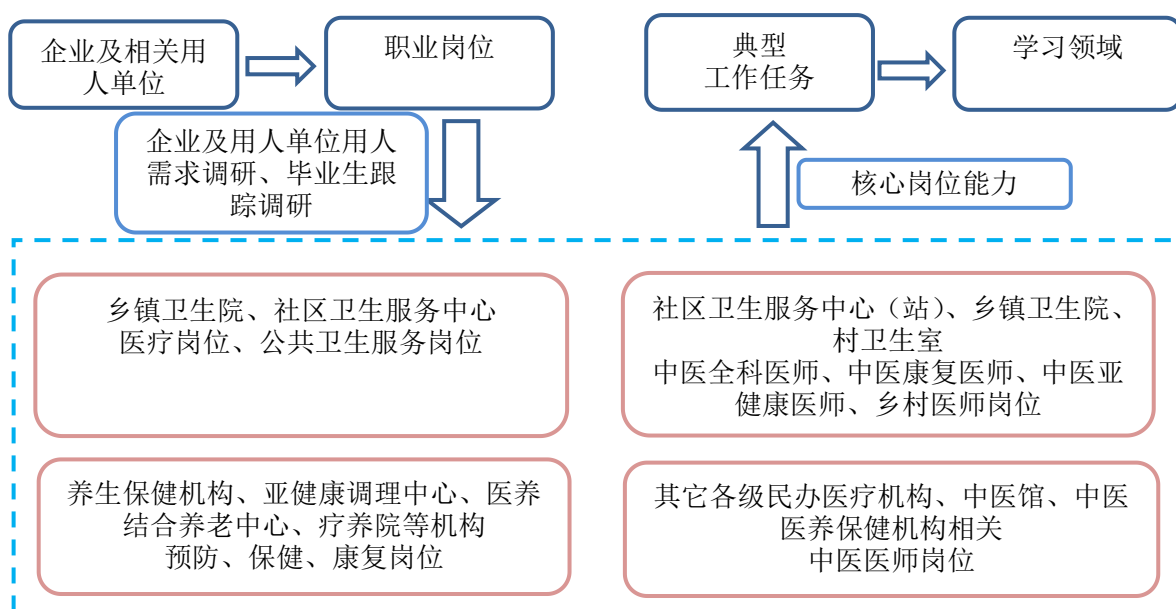 企业及相关用
人单位
职业岗位
典型
工作任务
学习领域
企业及用人单位用人
需求调研、毕业生跟
踪调研
核心岗位能力
乡镇卫生院、社区卫生服务中心
医疗岗位、公共卫生服务岗位
社区卫生服务中心（站）、乡镇卫生院、
村卫生室
中医全科医师、中医康复医师、中医亚
健康医师、乡村医师岗位
养生保健机构、亚健康调理中心、医养
结合养老中心、疗养院等机构
预防、保健、康复岗位
其它各级民办医疗机构、中医馆、中医
医养保健机构相关
中医医师岗位